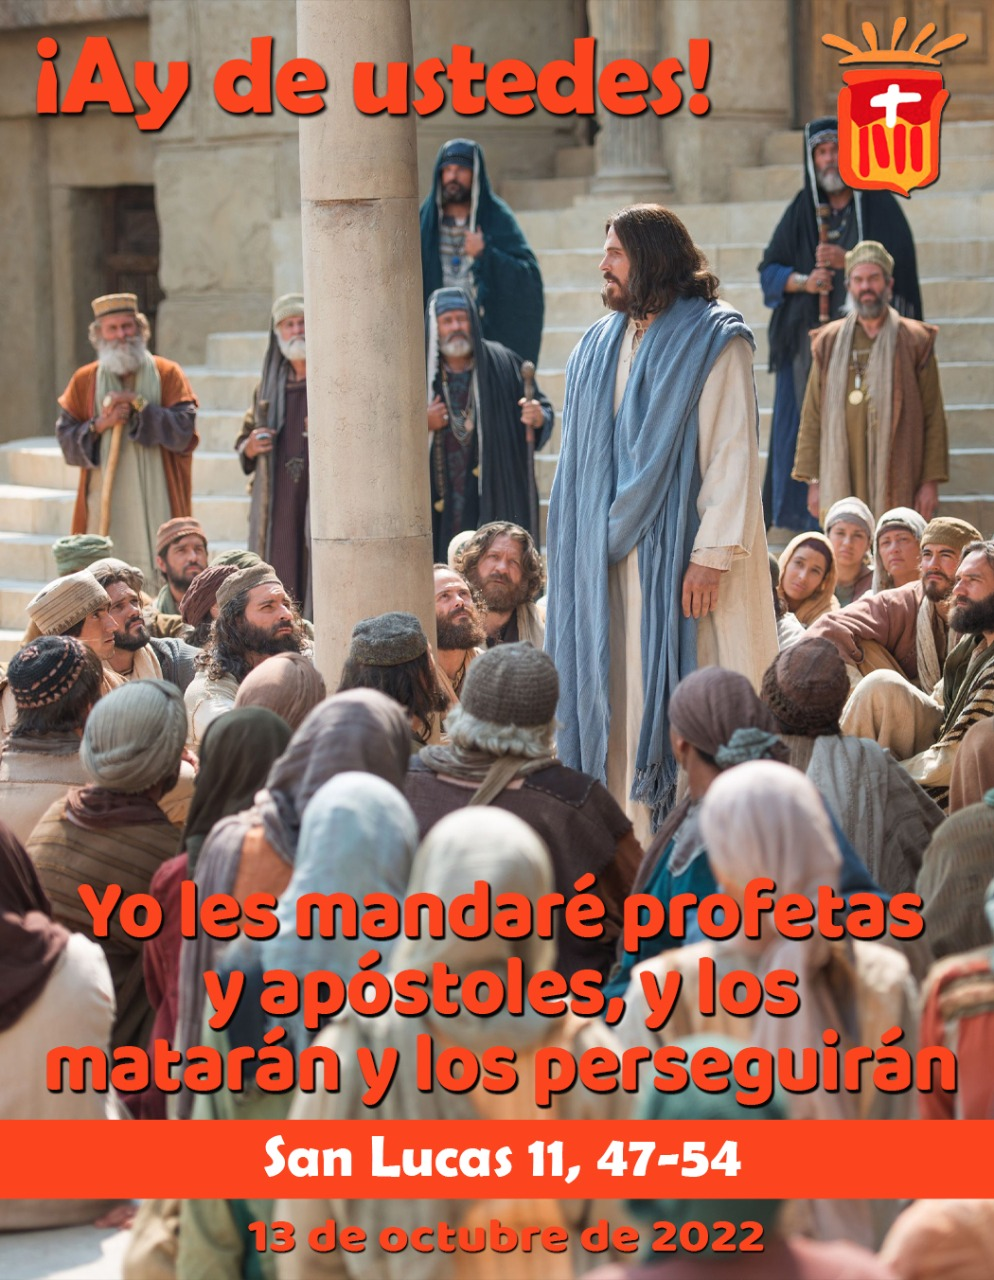 ¡Ay de ustedes!
Yo les mandaré profetas
y apóstoles, y los
matarán y los perseguirán
San Lucas 11, 47-54
13 de octubre de 2022